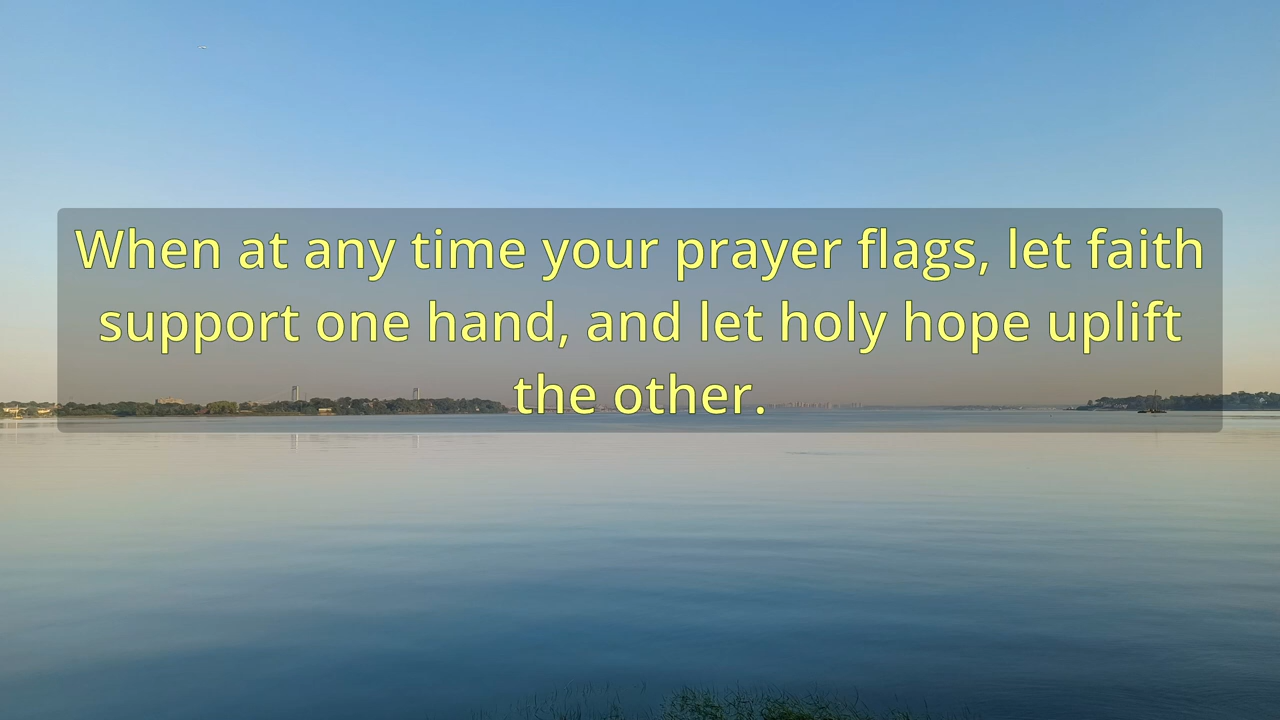 When at any time your prayer flags, let faith
support one hand, and let holy hope uplift
the other.